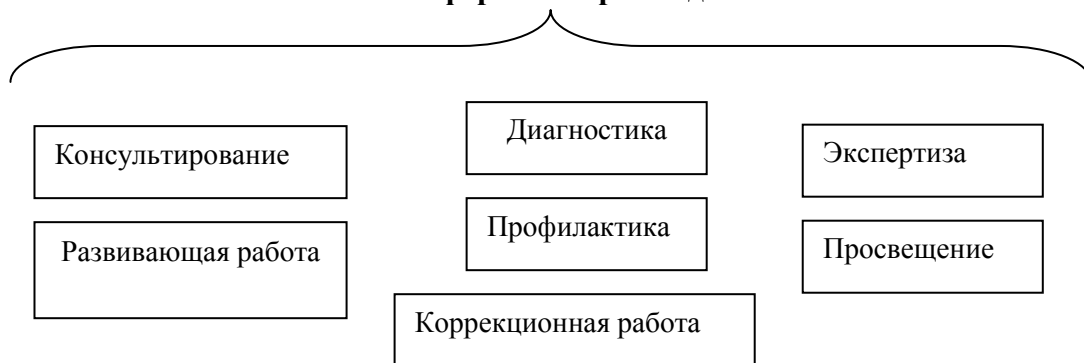 Консультирование
Диагностика
Экспертиза
Развивающая работа
Профилактика
Просвещение
Коррекционная работа